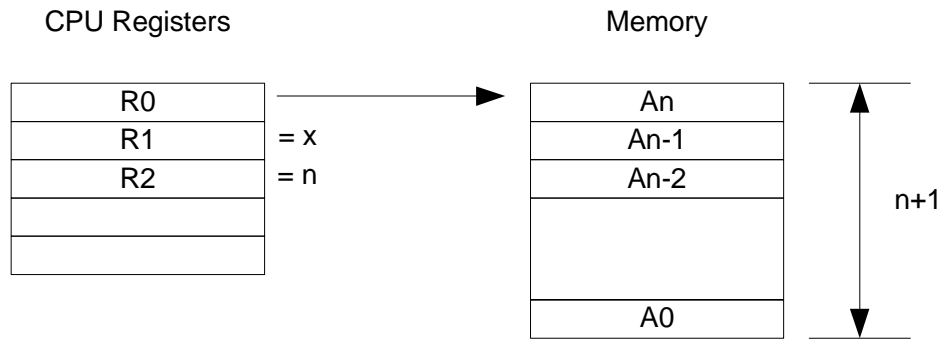 CPU Registers
Memory
R0
R1
= x
R2
= n
An
An-1
An-2
A0
n+1